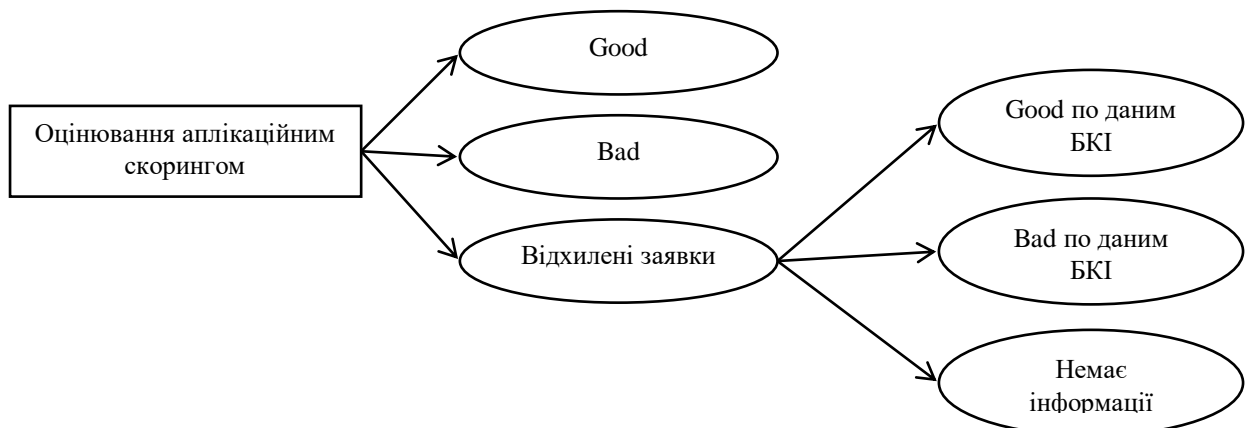 Оцінювання аплікаційним
скорингом
Good
Bad
Відхилені заявки
Good по даним
БКІ
Bad по даним
БКІ
Немає
інформації